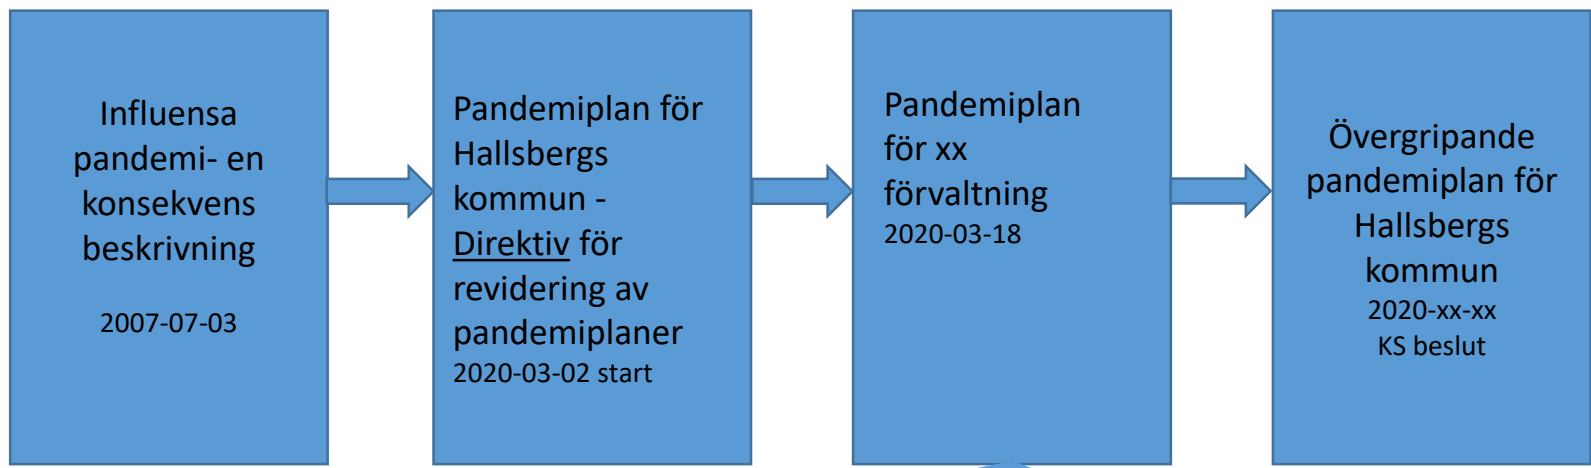 Influensa
pandemi- en
konsekvens
beskrivning
2007-07-03
Pandemiplan för
Hallsbergs
kommun -
Direktiv för
revidering av
pandemiplaner
2020-03-02 start
Pandemiplan
för xx
förvaltning
2020-03-18
Övergripande
pandemiplan för
Hallsbergs
kommun
2020-xx-xx
KS beslut